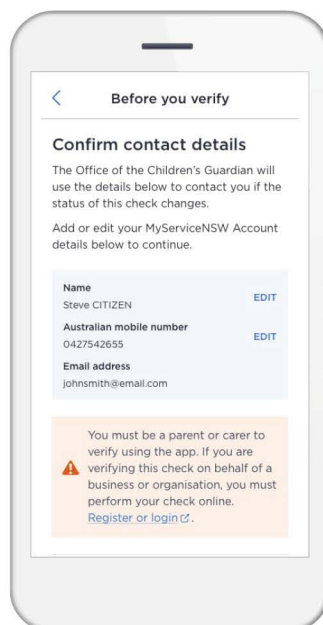 Before you verify
Confirm contact details
The Office of the Children's Guardian will
use the details below to contact you if the
status of this check changes.
Add or edit your MyServiceNSW Account
details below to continue.
Name
Steve CITIZEN
EDIT
Australian mobile number
0427542655
EDIT
Email address
johnsmith@email.com
You must be a parent or carer to
verify using the app. If you are
verifying this check on behalf of a
business or organisation, you must
perform your check online.
Register or login.